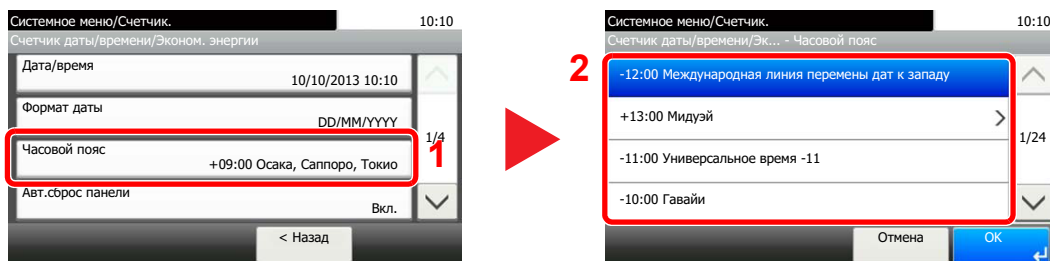 Системное меню/Счетчик.
10:10
Счетчик даты/времени/Эконом. энергии
Дата/время
10/10/2013 10:10
Формат даты
DD/MM/YYYY
1/4
Часовой пояс
+09:00 Осака, Саппоро, Токио
1
Авт.сброс панели
Вкл.
< Назад
Системное меню/Счетчик.
10:10
Счетчик даты/времени/Эк... - Часовой пояс
2
-12:00 Международная линия перемены дат к западу
+13:00 Мидуэй
1/24
-11:00 Универсальное время -11
-10:00 Гавайи
Отмена
OK